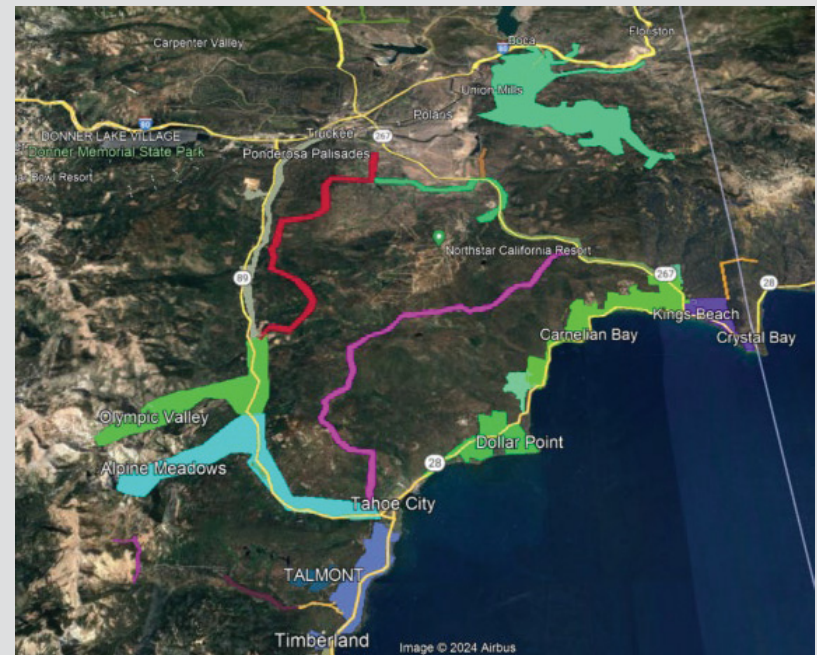 Carpenter Valley
Floriston
Boca
80
Union Mills
Polaris
80
DONNER LAKE VILLAGE
Truckee
267
Donner Memorial State Park
Ponderosa Palisades
Bowl Resort
Northstar California Resort
89
267
28
Kings Beach
Carnelian Bay
Crystal Bay
Olympic Valley
Dollar Point
Alpine Meadows
28
Tahoe City
TALMONT
Timberland
Image © 2024 Airbus